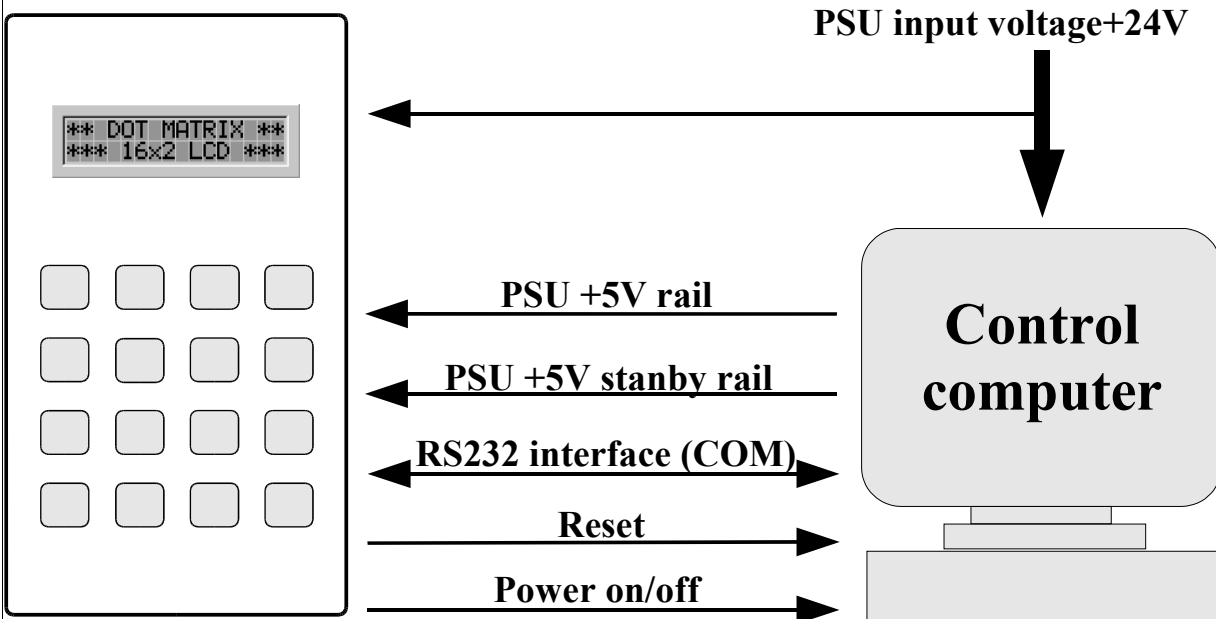 PSU input voltage+24V
** DOT MATRIX **
*** 16x2 LCD ***
PSU +5V rail
PSU +5V stanby rail
RS232 interface (COM)
Reset
Power on/off
Control
computer